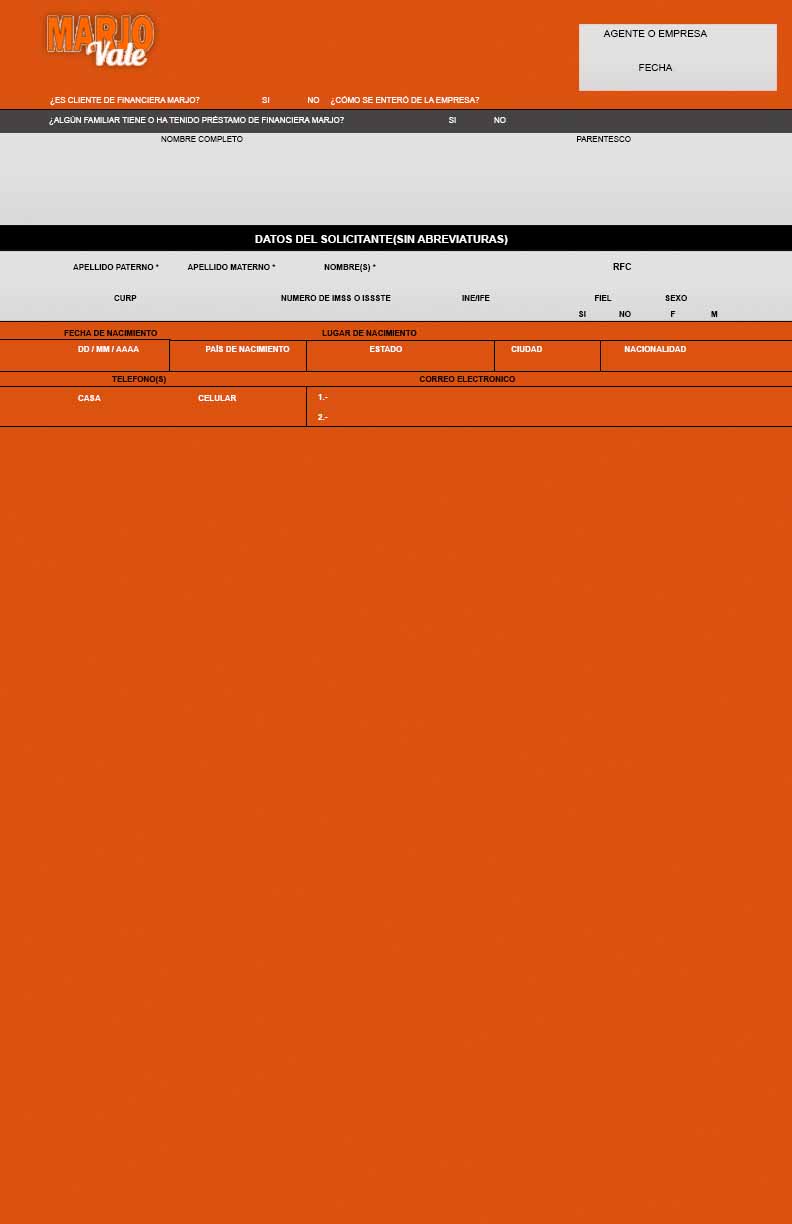 MARJO
Vale
AGENTE O EMPRESA
FECHA
¿ES CLIENTE DE FINANCIERA MARJO? SI NO ¿CÓMO SE ENTERÓ DE LA EMPRESA?
¿ALGÚN FAMILIAR TIENE O HA TENIDO PRÉSTAMO DE FINANCIERA MARJO? SI NO
NOMBRE COMPLETO PARENTESCO
DATOS DEL SOLICITANTE(SIN ABREVIATURAS)
APELLIDO PATERNO * APELLIDO MATERNO * NOMBRE(S) * RFC
CURP NUMERO DE IMSS O ISSSTE INE/IFE FIEL SEXO
SI NO F M
FECHA DE NACIMIENTO LUGAR DE NACIMIENTO
DD / MM / AAAA PAÍS DE NACIMIENTO ESTADO CIUDAD NACIONALIDAD
TELEFONO(S) CORREO ELECTRONICO
CASA CELULAR 1.-
2.-